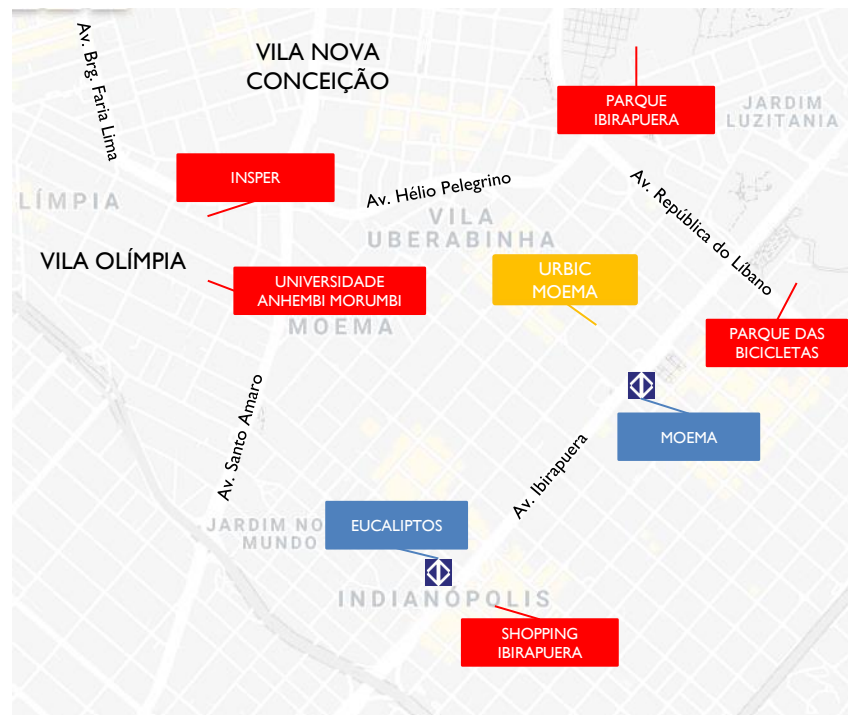 Av. Brg. Faria Lima
VILA NOVA
CONCEIÇÃO
PARQUE
IBIRAPUERA
JARDIM
LUZITANIA
INSPER
Av. Hélio Pelegrino
Av. República do Líbano
LÍMPIA
VILA
UBERABINHA
VILA OLÍMPIA
UNIVERSIDADE
ANHEMBI MORUMBI
URBIC
MOEMA
MOEMA
PARQUE DAS
BICICLETAS
Av. Santo Amaro
MOEMA
Av. Ibirapuera
EUCALIPTOS
JARDIM NO
MUNDO
INDIANÓPOLIS
SHOPPING
IBIRAPUERA